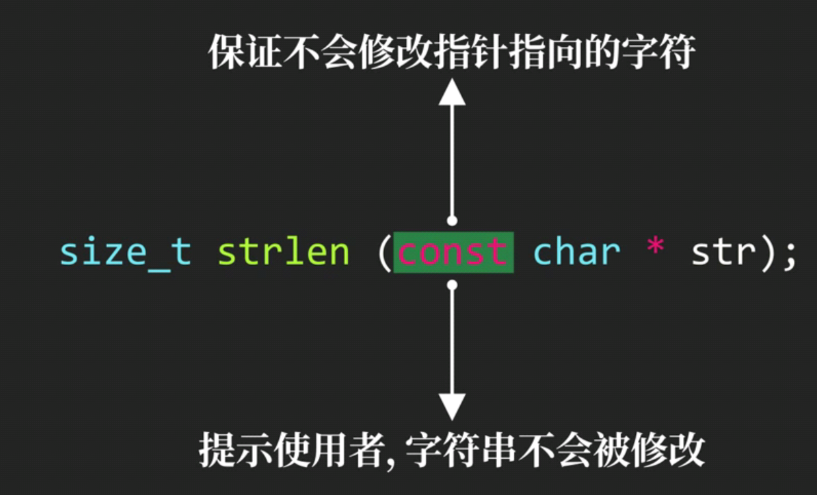 保证不会修改指针指向的字符
size_t strlen (const char * str);
提示使用者, 字符串不会被修改